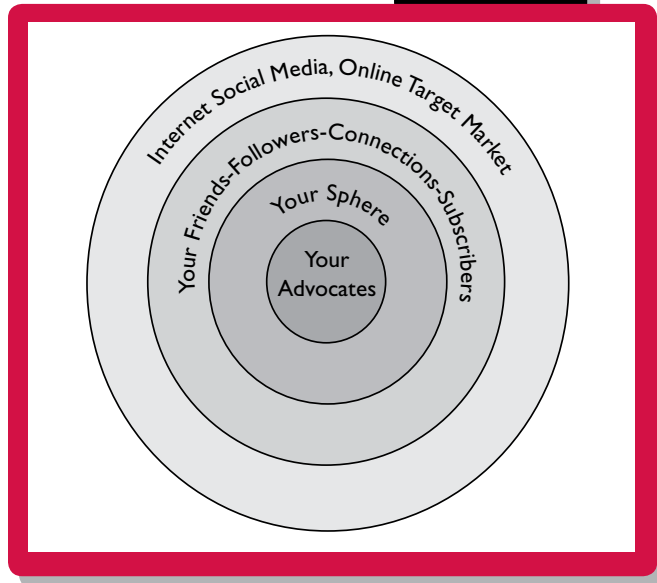 Internet Social Media, Online Target Market
Your Friends-Followers-Connections-Subscribers
Your Sphere
Your
Advocates